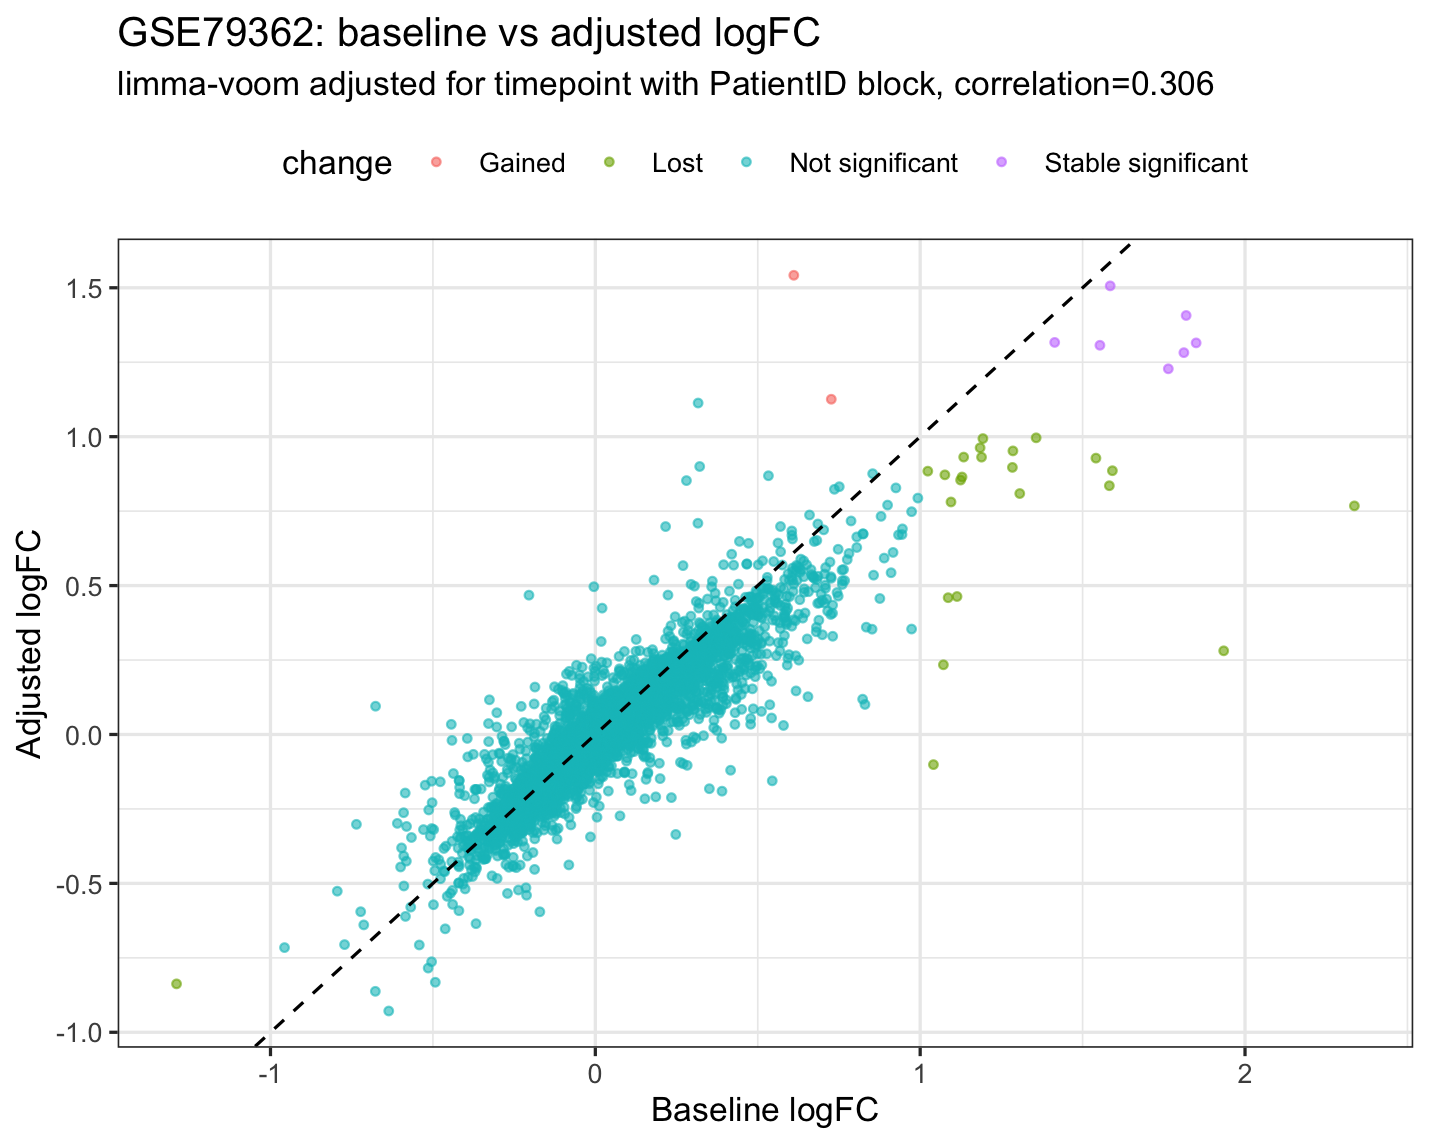 GSE79362: baseline vs adjusted logFC
limma-voom adjusted for timepoint with PatientID block, correlation=0.306
change Gained Lost Not significant Stable significant
1.5
1.0
0.5
0.0
-0.5
-1.0
Adjusted logFC
-1 0 1 2
Baseline logFC